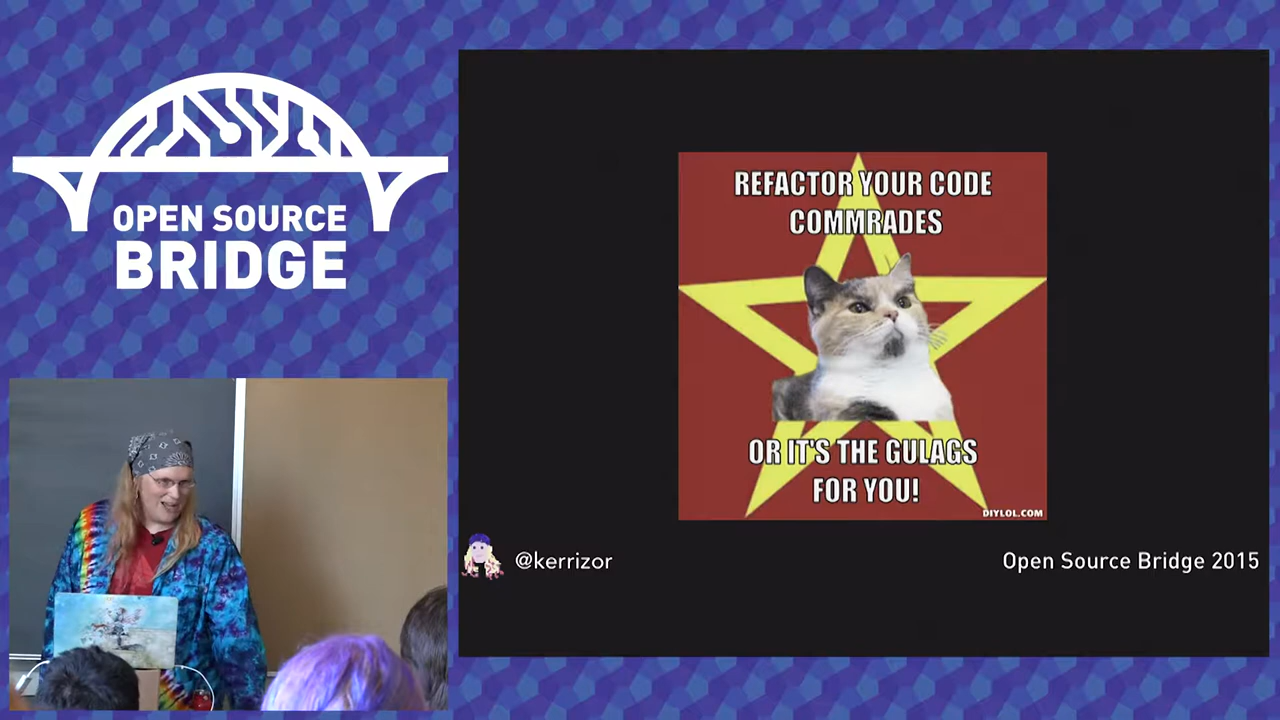 OPEN SOURCE
BRIDGE
REFACTOR YOUR CODE
COMMRADES
OR IT'S THE GULAGS
FOR YOU!
DIYLOL.COM
@kerrizor
Open Source Bridge 2015